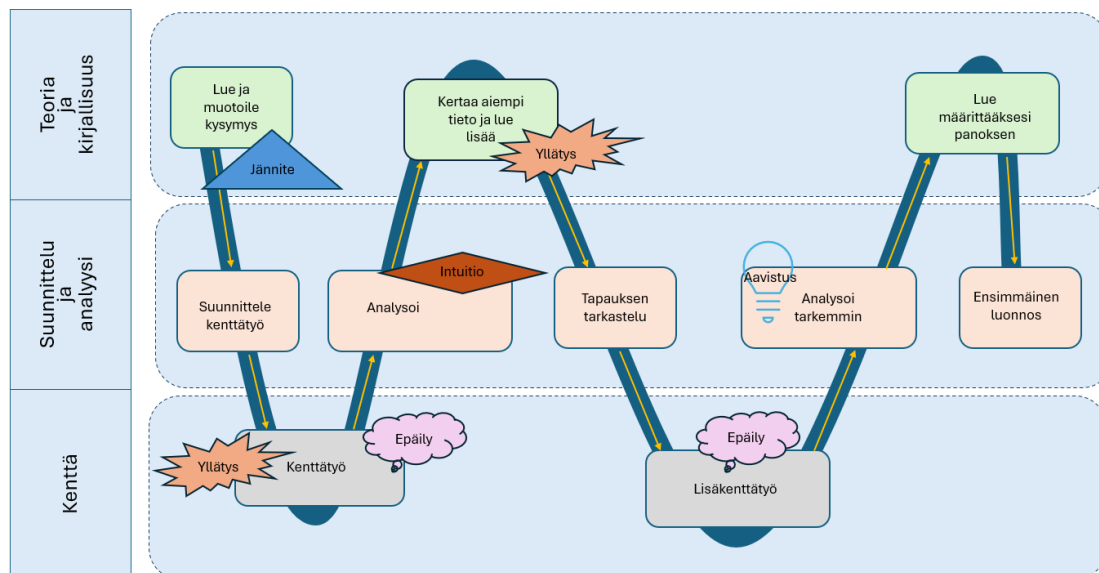 Teoria
ja
kirjallisuus
Lue ja
muotoile
kysymys
Jännite
Kertaa aiempi
tieto ja lue
lisää
Yllätys
Lue
määrittääksesi
panoksen
Suunnittelu
ja
analyysi
Suunnittele
kenttätyö
Analysoi
Intuitio
Tapauksen
tarkastelu
Aavistus
Analysoi
tarkemmin
Ensimmäinen
luonnos
Kenttä
Yllätys
Kenttätyö
Epäily
Epäily
Lisäkenttätyö